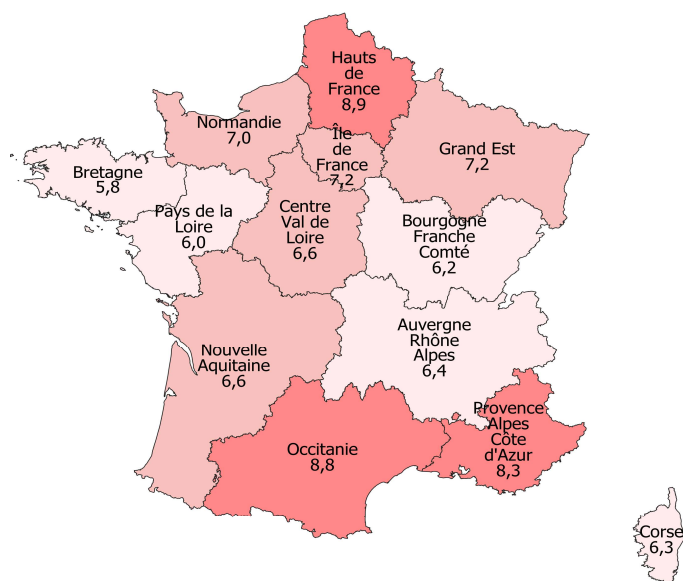 Hauts
de
France
8,9
Normandie
7,0
Île
de
France
7,2
Grand Est
7,2
Bretagne
5,8
Pays de la
Loire
6,0
Centre
Val de
Loire
6,6
Bourgogne
Franche
Comté
6,2
Auvergne
Rhône
Alpes
6,4
Nouvelle
Aquitaine
6,6
Provence
Alpes
Côte
d'Azur
8,3
Occitanie
8,8
Corse
6,3